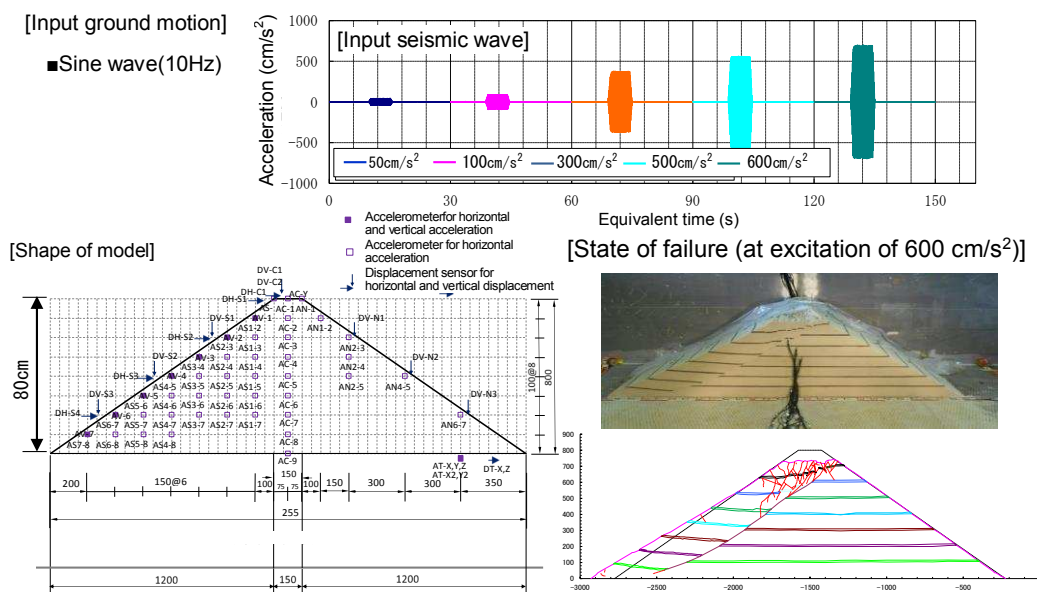 [Input ground motion]
■Sine wave(10Hz)
[Input seismic wave]
Acceleration (cm/s²)
1000
500
0
-500
-1000
50cm/s²
100cm/s²
300cm/s²
500cm/s²
600cm/s²
0
30
60
90
120
150
Equivalent time (s)
[Shape of model]
Accelerometerfor horizontal
and vertical acceleration
Accelerometer for horizontal
acceleration
Displacement sensor for
horizontal and vertical displacement
DV-C1
DV-C2
DH-C1
DH-S1
AC-Y
AS-
AC-1
AN-1
DV-S1
AV-1
AS1-2
AC-2
AN1-2
DV-N1
DH-S2
AV-2
AS2-3
AS1-3
AC-3
AN2-3
DV-S2
AV-3
AS3-4
AS2-4
AS1-4
AC-4
AN2-4
DV-N2
DH-S3
AV-4
AS4-5
AS3-5
AS2-5
AS1-5
AC-5
AN2-5
AN4-5
DV-S3
AV-5
AS5-6
AS4-6
AS3-6
AS2-6
AS1-6
AC-6
DV-N3
DH-S4
AV-6
AS6-7
AS5-7
AS4-7
AS3-7
AS2-7
AS1-7
AC-7
AN6-7
AS7-8
AS6-8
AS5-8
AS4-8
AC-8
AC-9
AT-X,Y,Z
AT-X2,Y2
DT-X,Z
80cm
100@8
800
150
200
150@6
100
75
75
100
150
300
300
350
255
1200
150
1200
[State of failure (at excitation of 600 cm/s²)]
900
800
700
600
500
400
300
200
100
0
-3000
-2500
-2000
-1500
-1000
-500